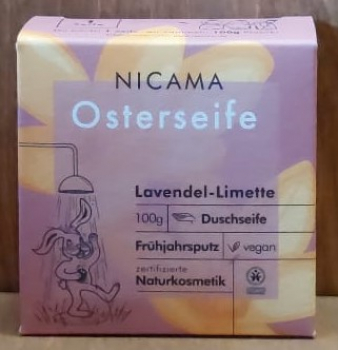 NICAMA
Osterseife
Lavendel-Limette
100g Duschseife
Frühjahrsputz vegan
zertifizierte
Naturkosmetik